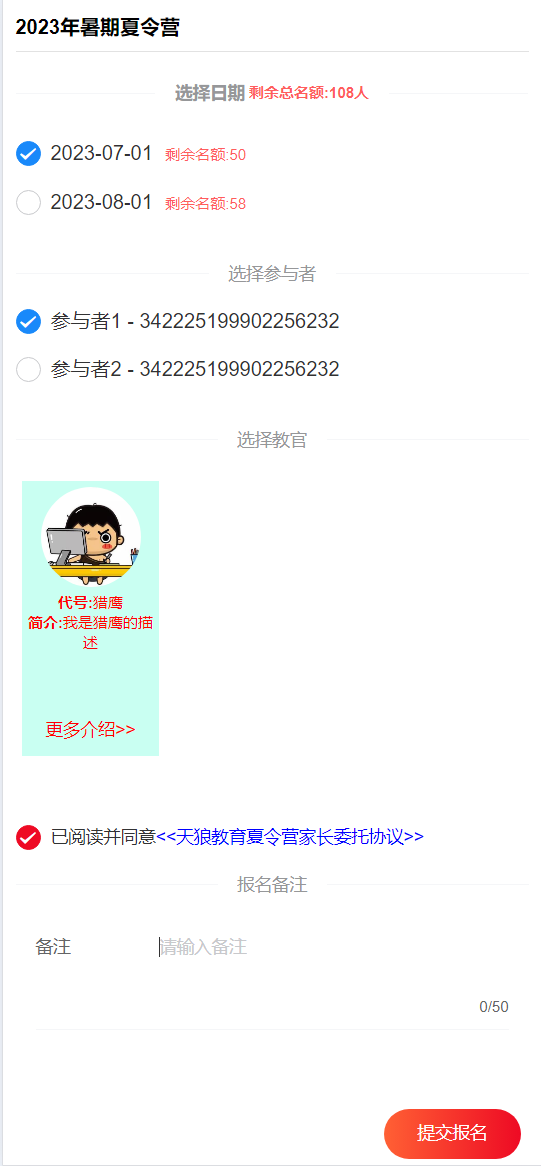 2023年暑期夏令营
选择日期 剩余总名额:108人
2023-07-01 剩余名额:50
2023-08-01 剩余名额:58
选择参与者
参与者1 - 342225199902256232
参与者2 - 342225199902256232
选择教官
代号:猎鹰
简介:我是猎鹰的描
述
更多介绍>>
已阅读并同意<<天狼教育夏令营家长委托协议>>
报名备注
备注 请输入备注
0/50
提交报名